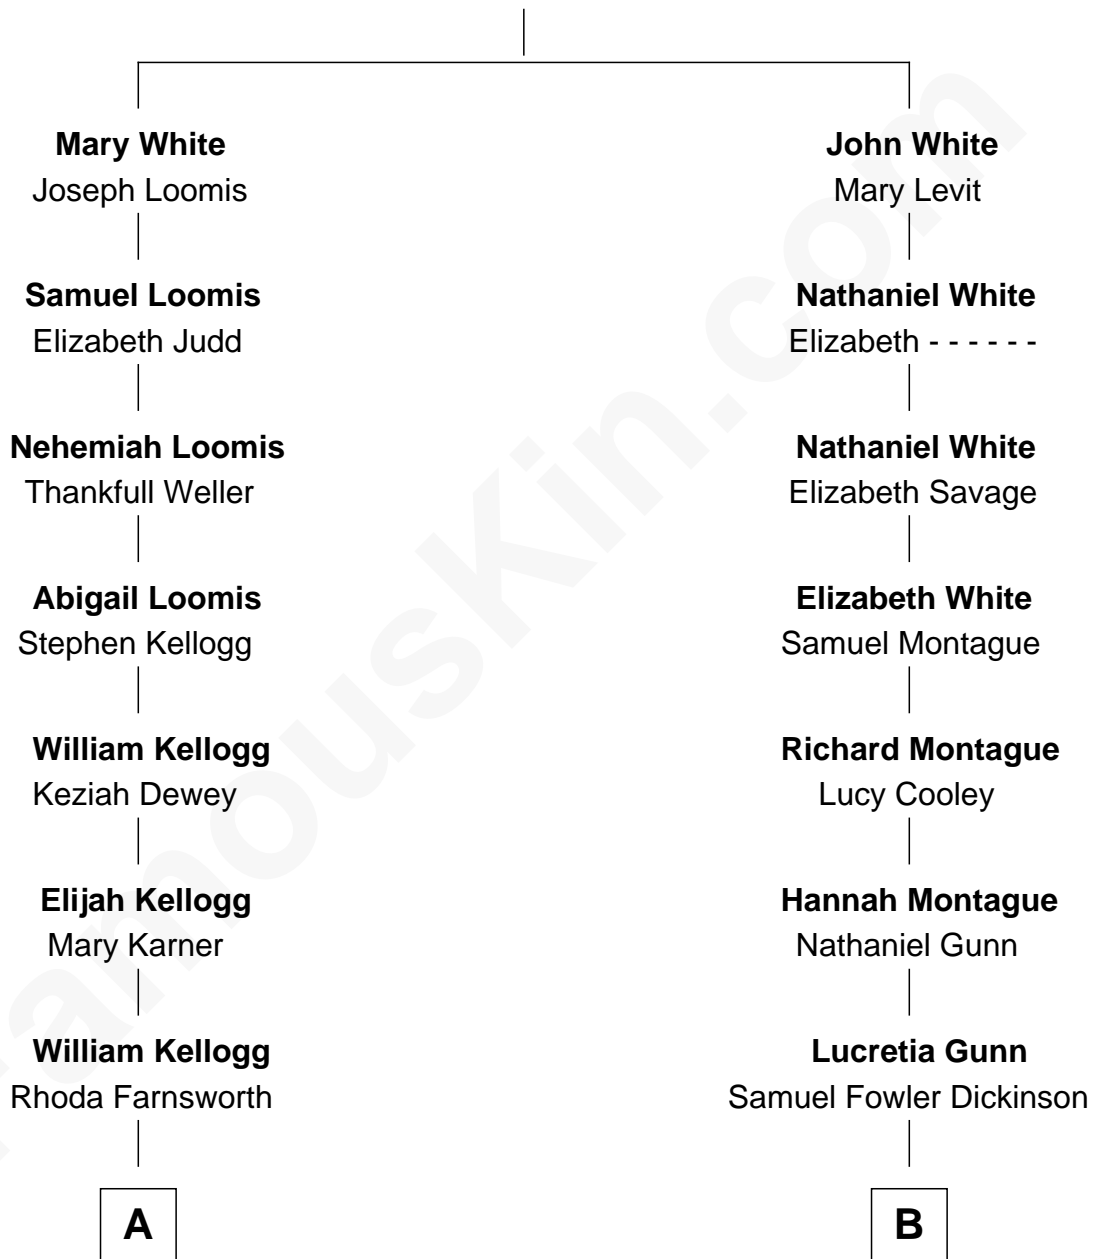 Mary White
Joseph Loomis
Samuel Loomis
Elizabeth Judd
Nehemiah Loomis
Thankfull Weller
Abigail Loomis
Stephen Kellogg
William Kellogg
Keziah Dewey
Elijah Kellogg
Mary Karner
William Kellogg
Rhoda Farnsworth
A
John White
Mary Levit
Nathaniel White
Elizabeth - - - - - -
Nathaniel White
Elizabeth Savage
Elizabeth White
Samuel Montague
Richard Montague
Lucy Cooley
Hannah Montague
Nathaniel Gunn
Lucretia Gunn
Samuel Fowler Dickinson
B
FamousKin.com